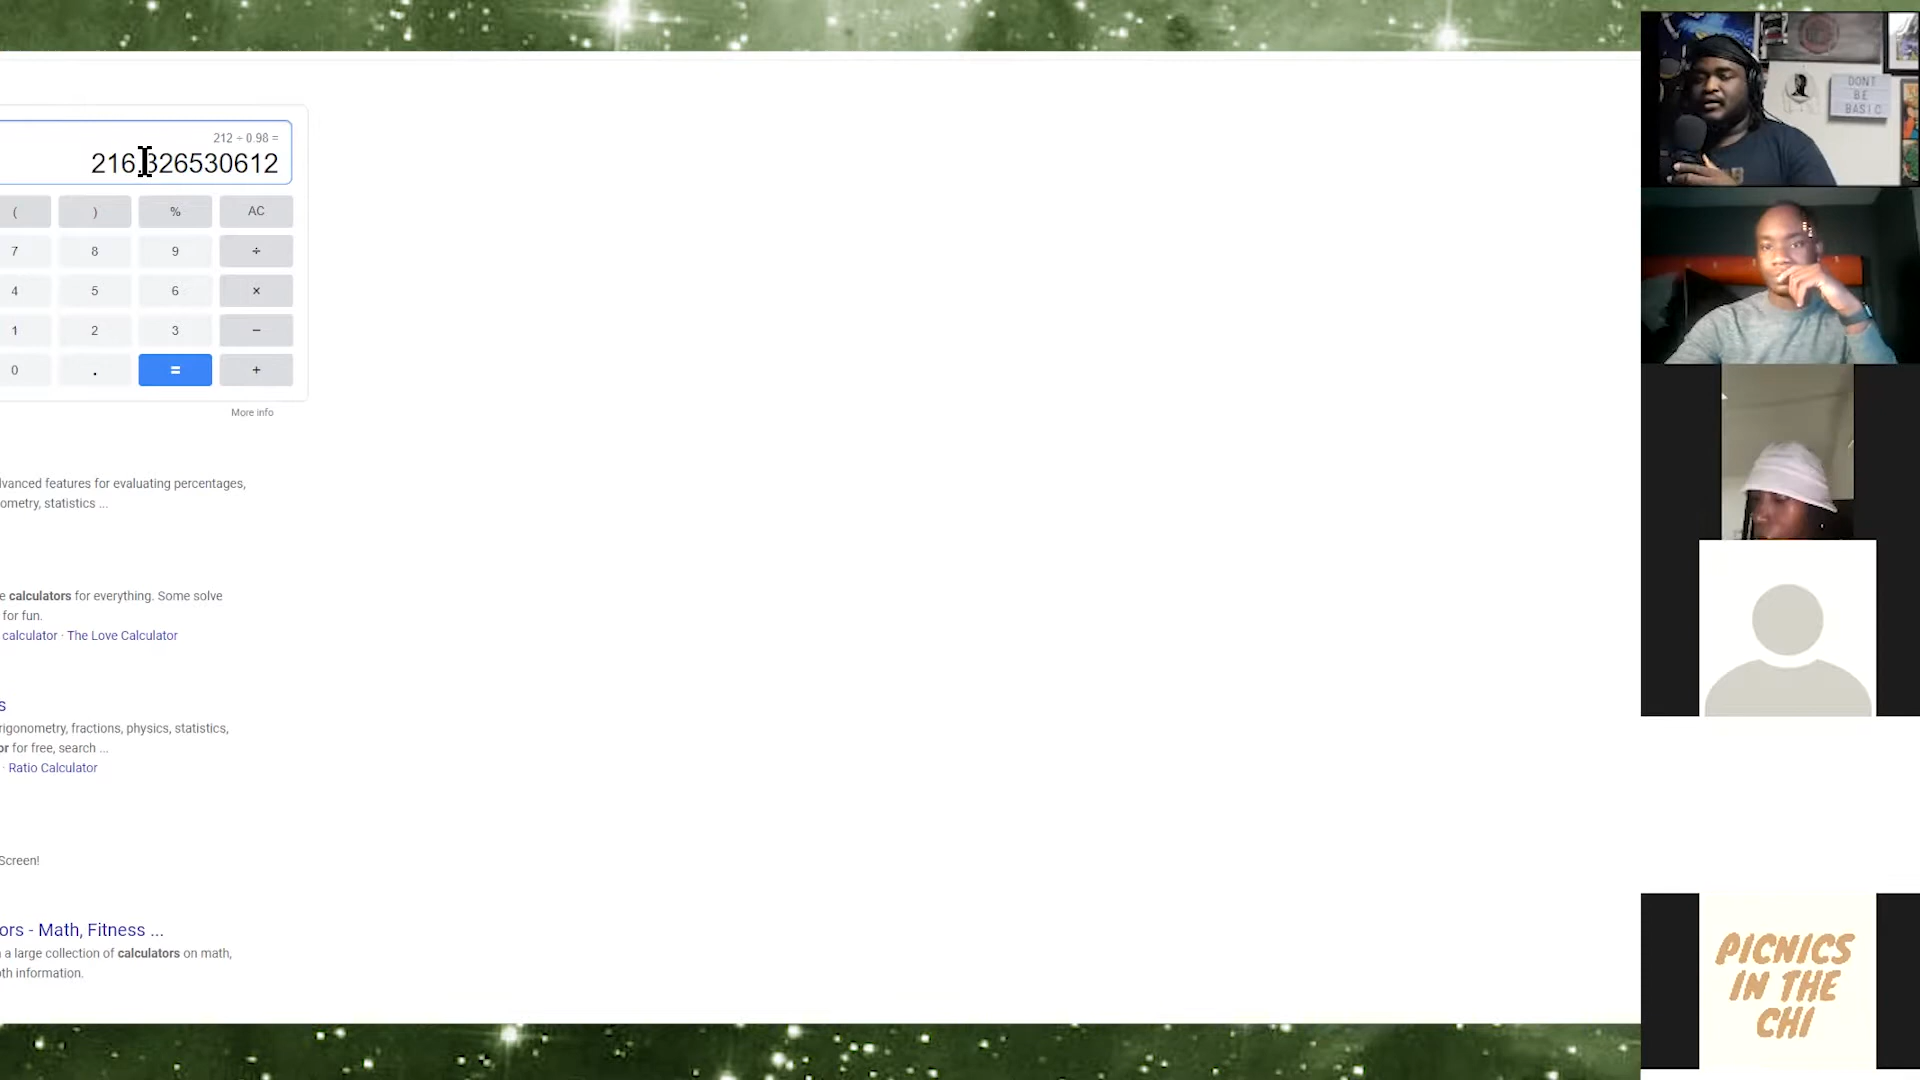 212 ÷ 0.98 =
216.326530612
( ) % AC
7 8 9 ÷
4 5 6 ×
1 2 3 −
0 . = +
More info
dvanced features for evaluating percentages,
ometry, statistics ...
e calculators for everything. Some solve
for fun.
calculator · The Love Calculator
s
rigonometry, fractions, physics, statistics,
or for free, search ...
· Ratio Calculator
Screen!
ors - Math, Fitness ...
a large collection of calculators on math,
pth information.
DONT
BE
BASIC
PICNICS
IN THE
CHI